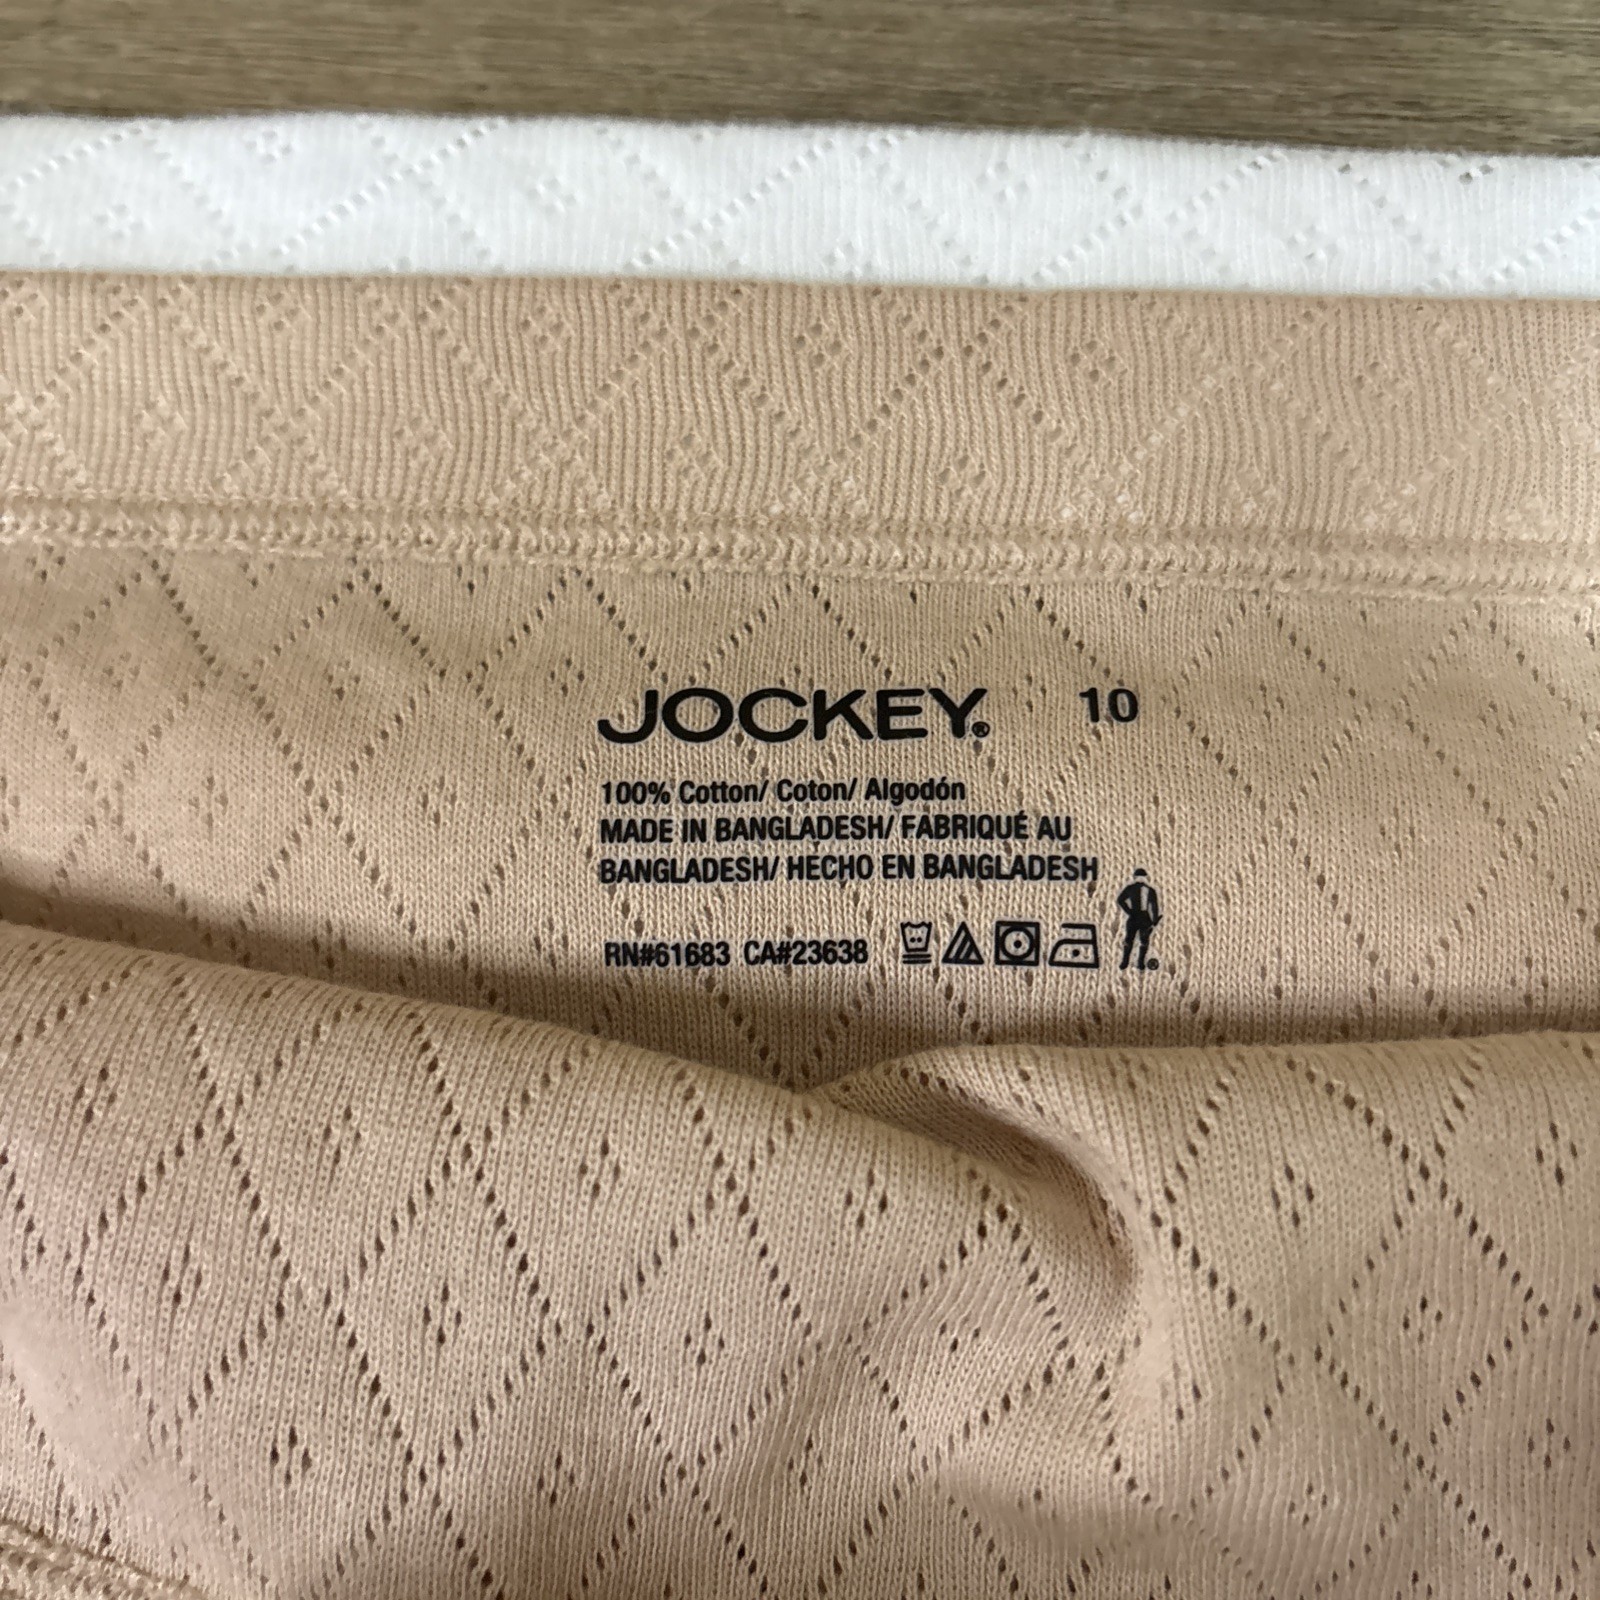 JOCKEY® 10
100% Cotton/ Coton/ Algodón
MADE IN BANGLADESH/ FABRIQUÉ AU
BANGLADESH/ HECHO EN BANGLADESH
RN#61683 CA#23638